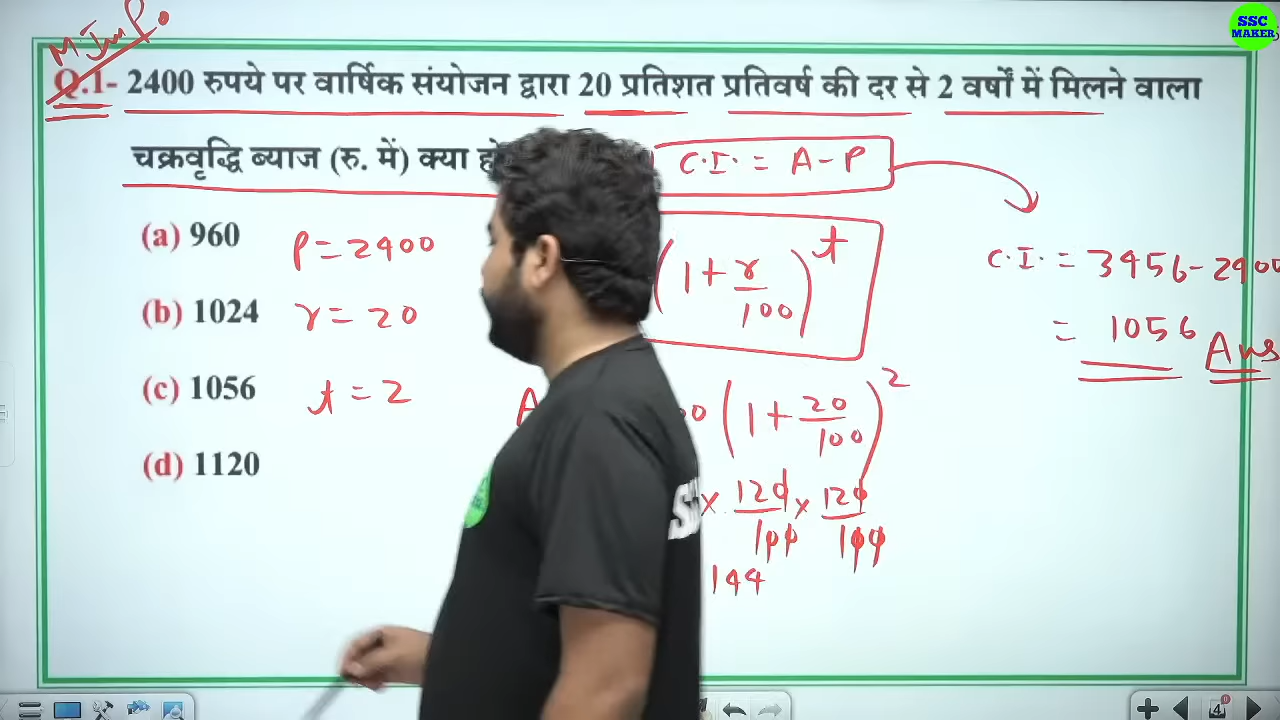 SSC
MAKER
M. Imp.
Q.1- 2400 रुपये पर वार्षिक संयोजन द्वारा 20 प्रतिशत प्रतिवर्ष की दर से 2 वर्षों में मिलने वाला
चक्रवृद्धि ब्याज (रु. में) क्या
C.I. = A-P
(a) 960
P = 2400
(1 + r/100)^t
C.I. = 3456-2400
(b) 1024
r = 20
= 1056 Ans
(c) 1056
t = 2
A
(1 + 20/100)^2
(d) 1120
× 120/100 × 120/100
144
4